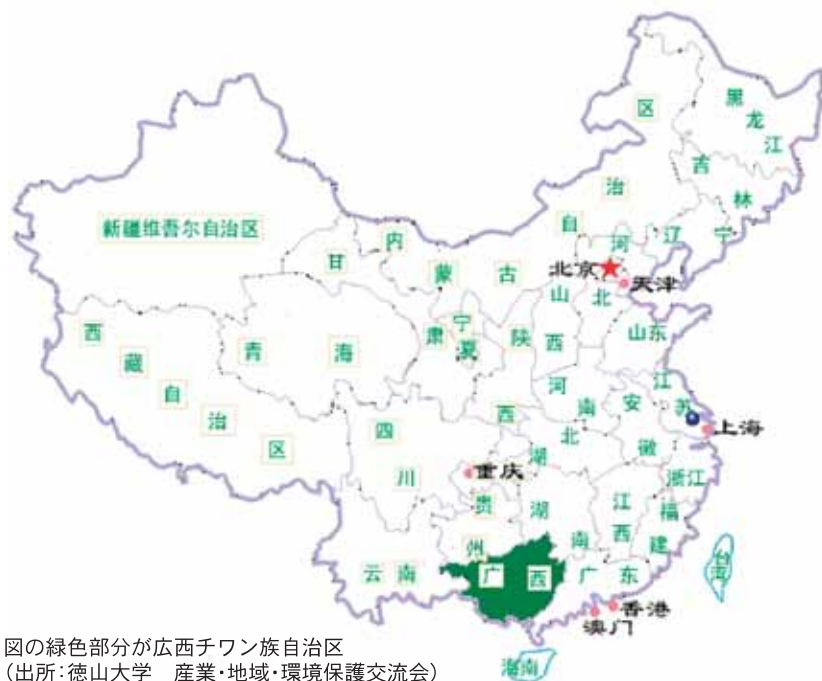 黑龙江
吉林
辽宁
内蒙古自治区
新疆维吾尔自治区
甘肃
北京
天津
河北
山西
山东
宁夏
陕西
青海
西藏自治区
河南
江苏
安徽
上海
四川
重庆
湖北
浙江
贵州
湖南
江西
福建
云南
广西
广东
台湾
香港
澳门
海南
図の緑色部分が広西チワン族自治区
(出所:徳山大学 産業・地域・環境保護交流会)